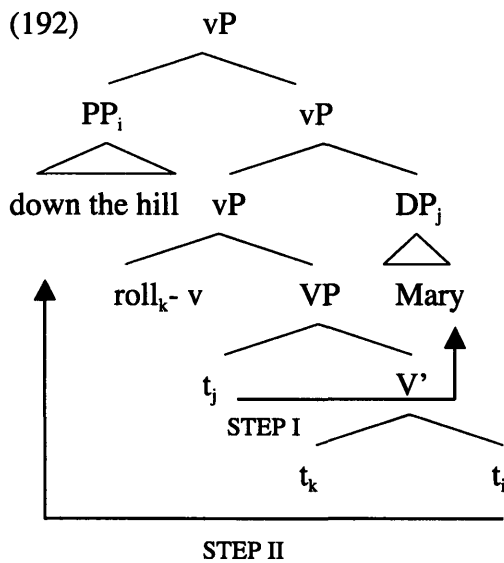 (192) vP
PPᵢ vP
down the hill vP DPⱼ
rollₖ- v VP Mary
tⱼ V’
STEP I
tₖ tᵢ
STEP II